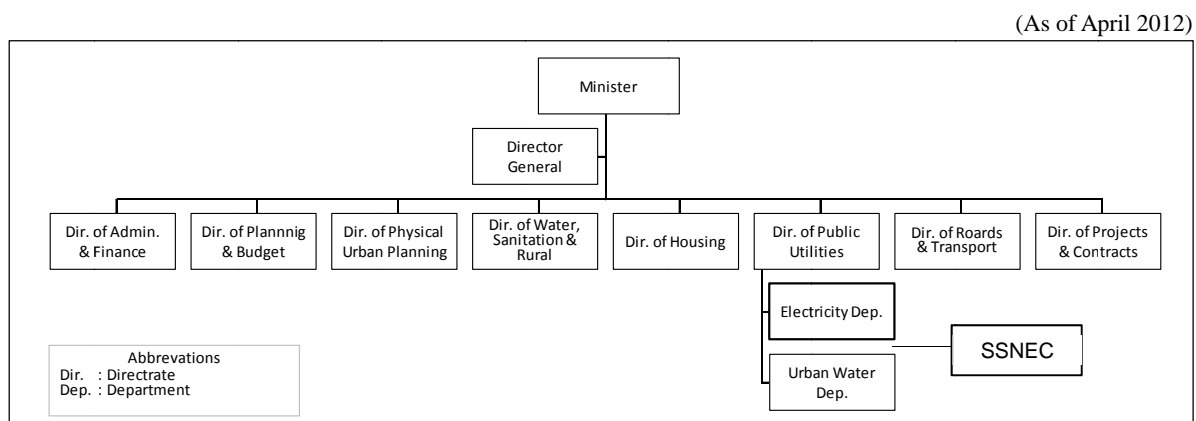 (As of April 2012)
Minister
Director
General
Dir. of Admin.
& Finance
Dir. of Plannnig
& Budget
Dir. of Physical
Urban Planning
Dir. of Water,
Sanitation &
Rural
Dir. of Housing
Dir. of Public
Utilities
Dir. of Roards
& Transport
Dir. of Projects
& Contracts
Electricity Dep.
SSNEC
Urban Water
Dep.
Abbrevations
Dir. : Directrate
Dep. : Department